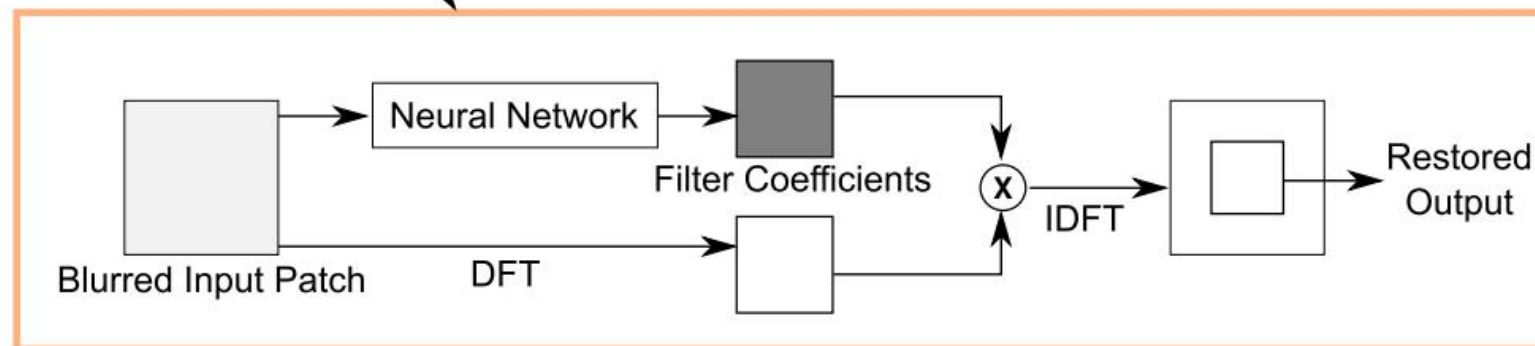 Neural Network
Filter Coefficients
Blurred Input Patch
DFT
X
IDFT
Restored
Output